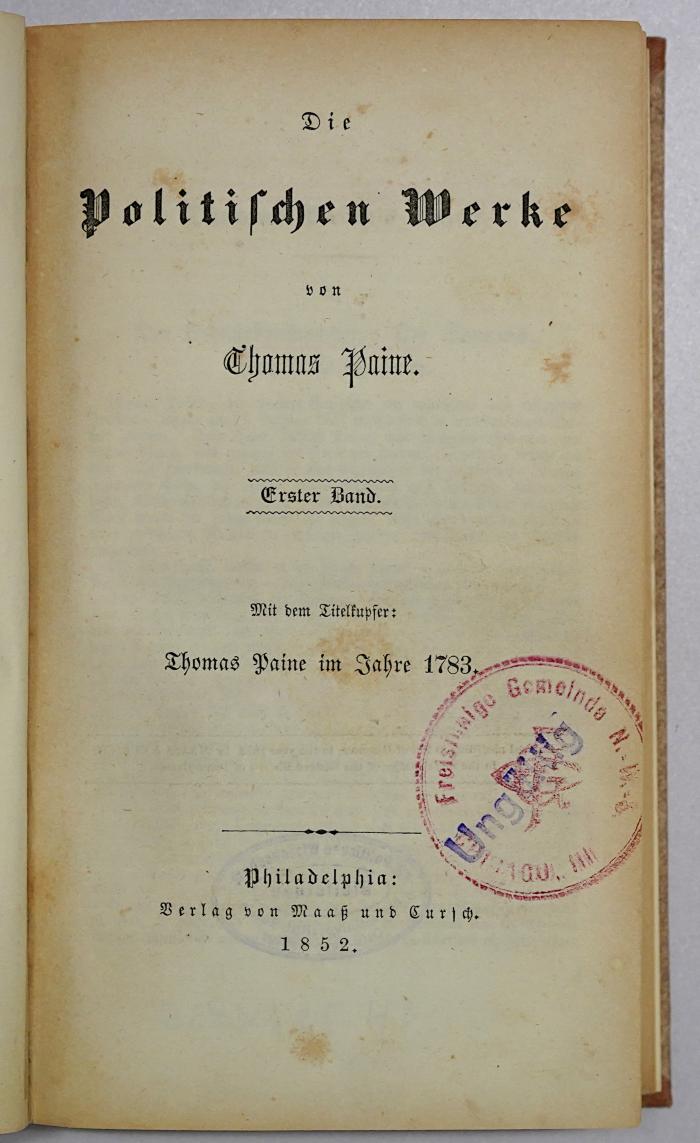 Die
Politischen Werke
von
Thomas Paine.
Erster Band.
Mit dem Titelkupfer:
Thomas Paine im Jahre 1783.
Freisinnige Gemeinde
Ungültig
Philadelphia:
Verlag von Maaß und Cursch.
1852.